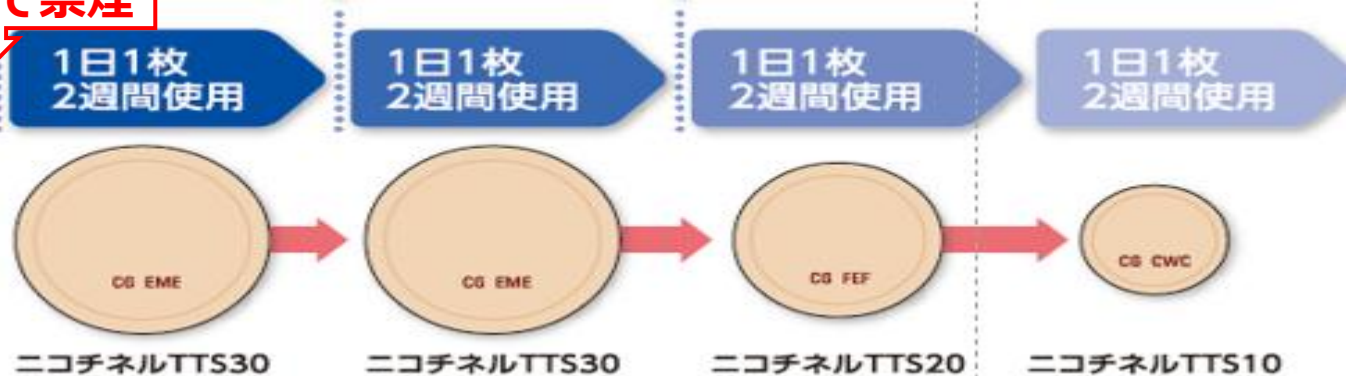 て禁煙
1日1枚
2週間使用
1日1枚
2週間使用
1日1枚
2週間使用
1日1枚
2週間使用
CG EME
CG EME
CG FEF
CG CWC
ニコチネルTTS30
ニコチネルTTS30
ニコチネルTTS20
ニコチネルTTS10